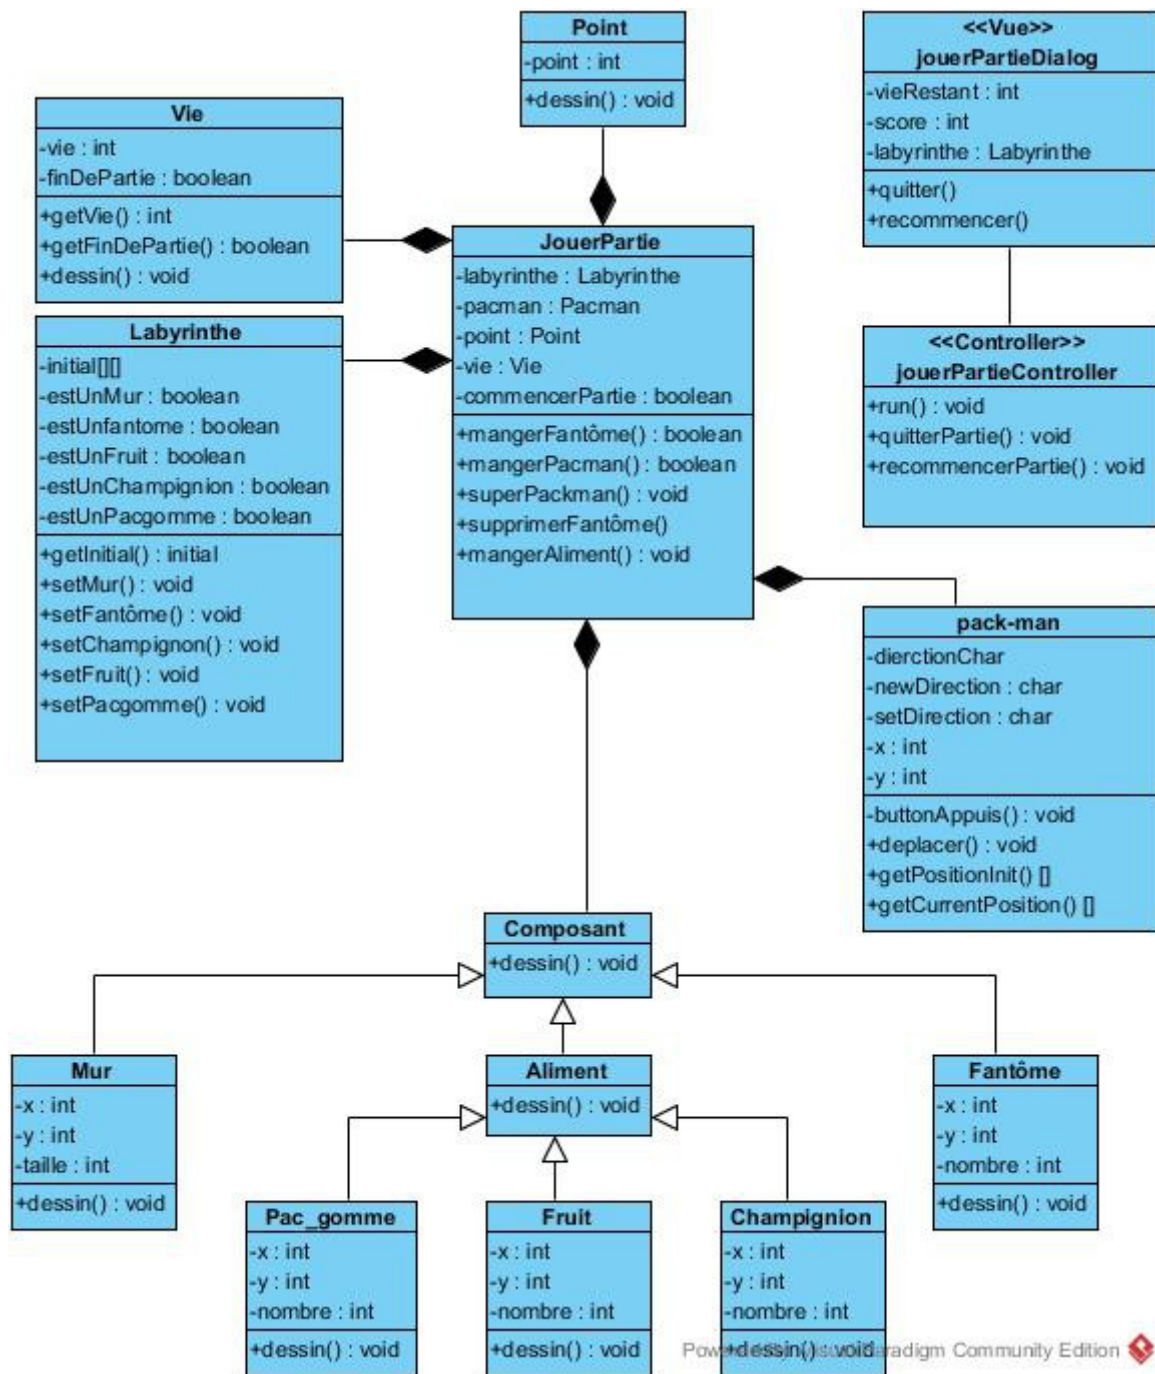 Point
-point : int
+dessin() : void
<<Vue>>
jouerPartieDialog
-vieRestant : int
-score : int
-labyrinthe : Labyrinthe
+quitter()
+recommencer()
Vie
-vie : int
-finDePartie : boolean
+getVie() : int
+getFinDePartie() : boolean
+dessin() : void
JouerPartie
-labyrinthe : Labyrinthe
-pacman : Pacman
-point : Point
-vie : Vie
-commencerPartie : boolean
+mangerFantôme() : boolean
+mangerPacman() : boolean
+superPackman() : void
+supprimerFantôme()
+mangerAliment() : void
Labyrinthe
-initial[][]
-estUnMur : boolean
-estUnfantome : boolean
-estUnFruit : boolean
-estUnChampignion : boolean
-estUnPacgomme : boolean
+getInitial() : initial
+setMur() : void
+setFantôme() : void
+setChampignon() : void
+setFruit() : void
+setPacgomme() : void
<<Controller>>
jouerPartieController
+run() : void
+quitterPartie() : void
+recommencerPartie() : void
pack-man
-dierctionChar
-newDirection : char
-setDirection : char
-x : int
-y : int
-buttonAppuis() : void
+deplacer() : void
+getPositionInit() []
+getCurrentPosition() []
Composant
+dessin() : void
Mur
-x : int
-y : int
-taille : int
+dessin() : void
Aliment
+dessin() : void
Fantôme
-x : int
-y : int
-nombre : int
+dessin() : void
Pac_gomme
-x : int
-y : int
-nombre : int
+dessin() : void
Fruit
-x : int
-y : int
-nombre : int
+dessin() : void
Champignion
-x : int
-y : int
-nombre : int
+dessin() : void
Powered By Visual Paradigm Community Edition